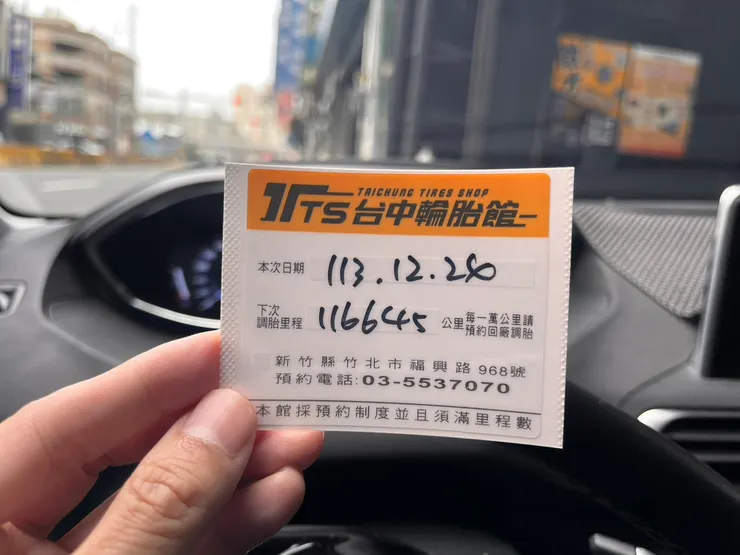 TAICHUNG TIRES SHOP
TTS 台中輪胎館
本次日期 113.12.26
下次調胎里程 116645 公里 每一萬公里請預約回廠調胎
新竹縣竹北市福興路968號
預約電話:03-5537070
本館採預約制度並且須滿里程數